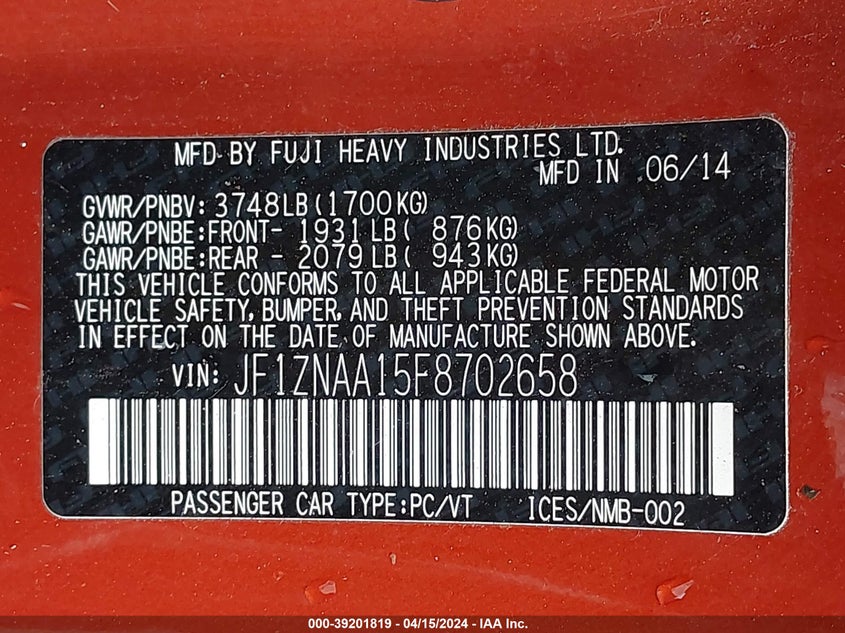 MFD BY FUJI HEAVY INDUSTRIES LTD.
MFD IN 06/14
GVWR/PNBV: 3748LB(1700KG)
GAWR/PNBE:FRONT- 1931LB( 876KG)
GAWR/PNBE:REAR - 2079LB( 943KG)
THIS VEHICLE CONFORMS TO ALL APPLICABLE FEDERAL MOTOR
VEHICLE SAFETY, BUMPER, AND THEFT PREVENTION STANDARDS
IN EFFECT ON THE DATE OF MANUFACTURE SHOWN ABOVE.
VIN: JF1ZNAA15F8702658
PASSENGER CAR TYPE:PC/VT ICES/NMB-002
000-39201819 - 04/15/2024 - IAA Inc.